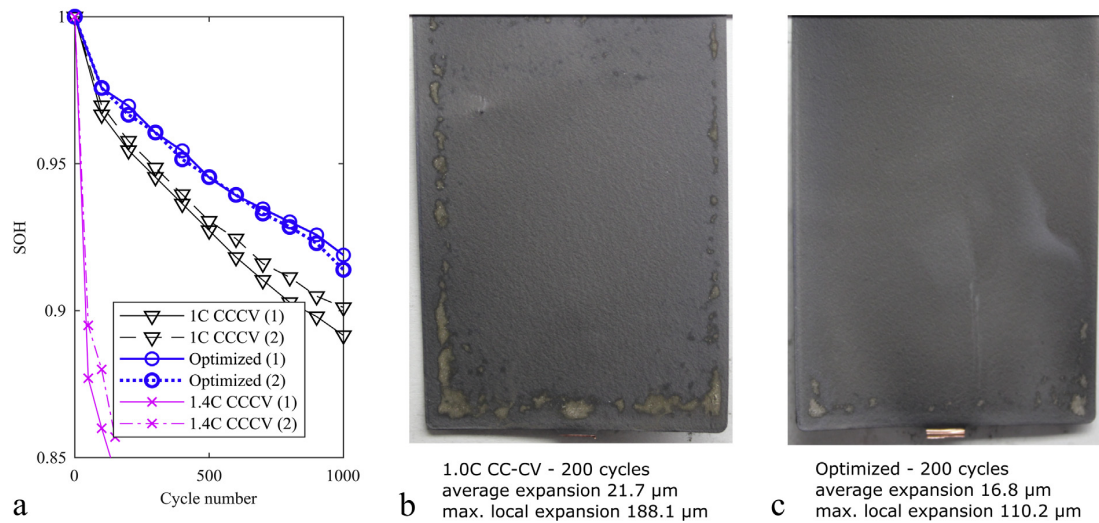 1
0.95
0.9
0.85
SOH
0
500
1000
Cycle number
1C CCCV (1)
1C CCCV (2)
Optimized (1)
Optimized (2)
1.4C CCCV (1)
1.4C CCCV (2)
a
b
1.0C CC-CV - 200 cycles
average expansion 21.7 µm
max. local expansion 188.1 µm
c
Optimized - 200 cycles
average expansion 16.8 µm
max. local expansion 110.2 µm